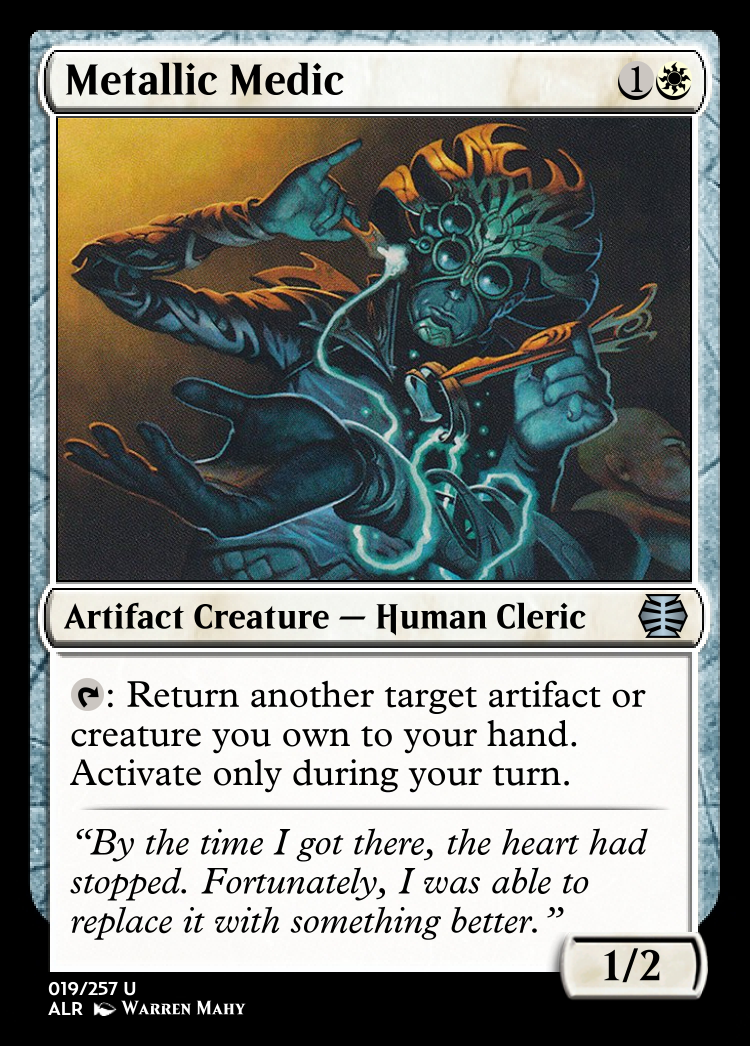 Metallic Medic
1
Artifact Creature — Human Cleric
: Return another target artifact or
creature you own to your hand.
Activate only during your turn.
“By the time I got there, the heart had
stopped. Fortunately, I was able to
replace it with something better.”
1/2
019/257 U
ALR Warren Mahy